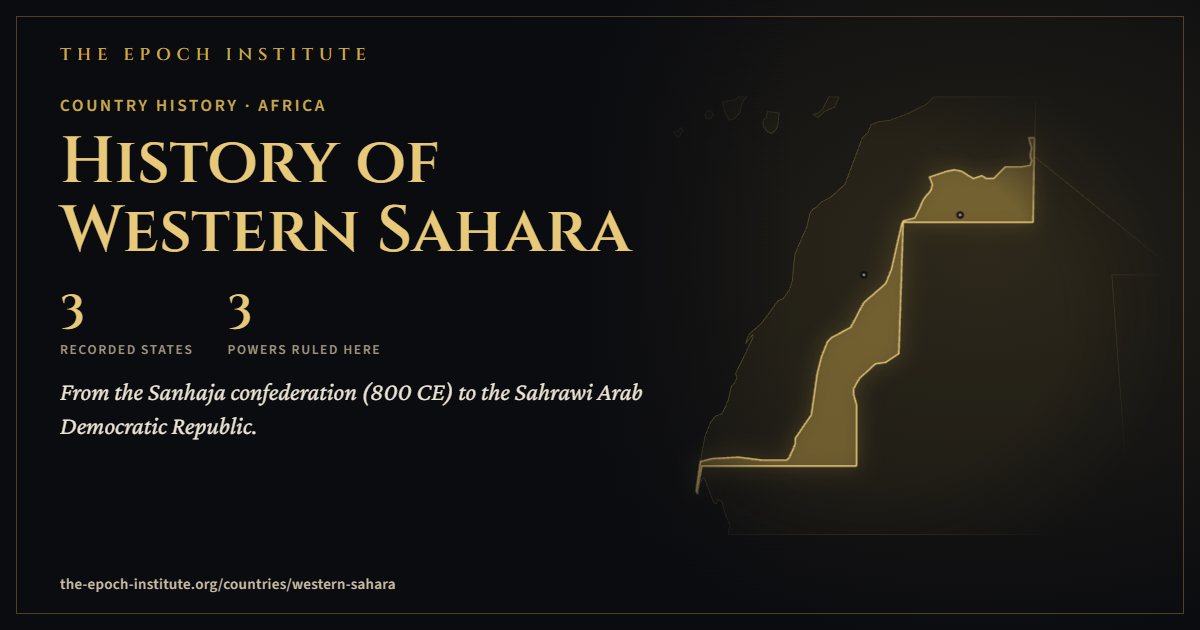 THE EPOCH INSTITUTE
COUNTRY HISTORY · AFRICA
HISTORY OF
WESTERN SAHARA
3 3
RECORDED STATES POWERS RULED HERE
From the Sanhaja confederation (800 CE) to the Sahrawi Arab
Democratic Republic.
the-epoch-institute.org/countries/western-sahara